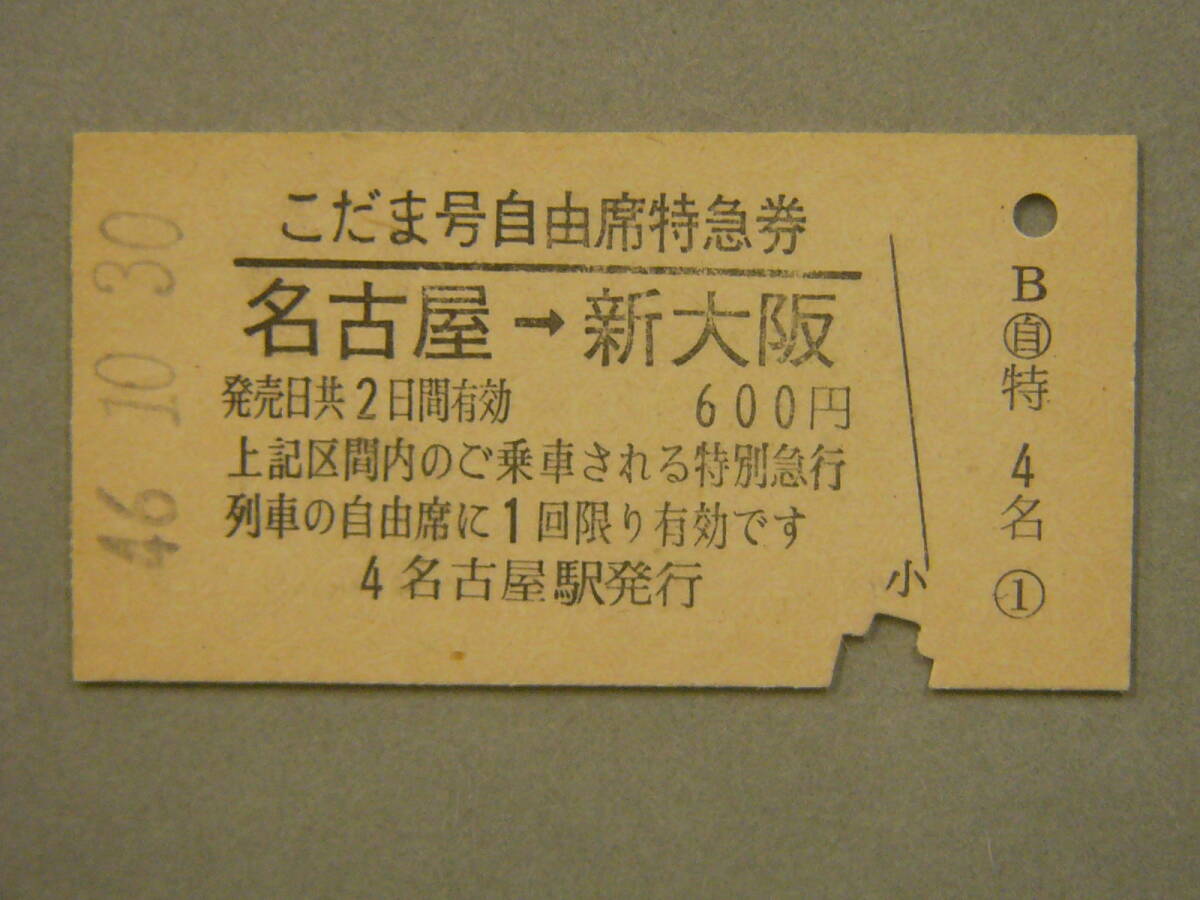 46 10 30
こだま号自由席特急券
名古屋→新大阪
発売日共2日間有効 600円
上記区間内のご乗車される特別急行
列車の自由席に1回限り有効です
4名古屋駅発行
小
B
㊀自
特
4
名
①